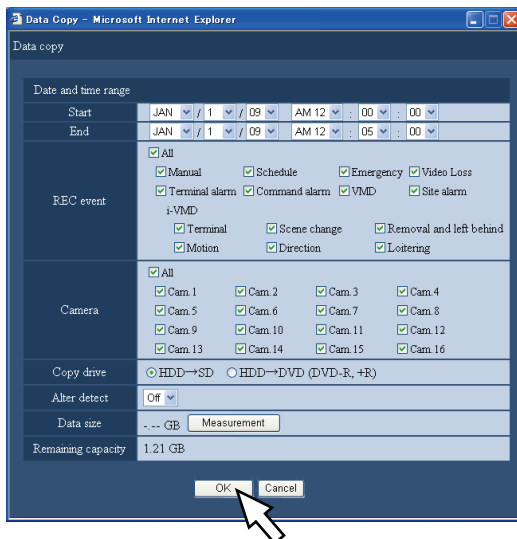 Data Copy - Microsoft Internet Explorer
Data copy
Date and time range
Start JAN / 1 / 09 AM 12 : 00 : 00
End JAN / 1 / 09 AM 12 : 05 : 00
REC event
All
Manual Schedule Emergency Video Loss
Terminal alarm Command alarm VMD Site alarm
i-VMD
Terminal Scene change Removal and left behind
Motion Direction Loitering
Camera
All
Cam.1 Cam.2 Cam.3 Cam.4
Cam.5 Cam.6 Cam.7 Cam.8
Cam.9 Cam.10 Cam.11 Cam.12
Cam.13 Cam.14 Cam.15 Cam.16
Copy drive HDD→SD HDD→DVD (DVD-R, +R)
Alter detect Off
Data size -.-- GB Measurement
Remaining capacity 1.21 GB
OK Cancel